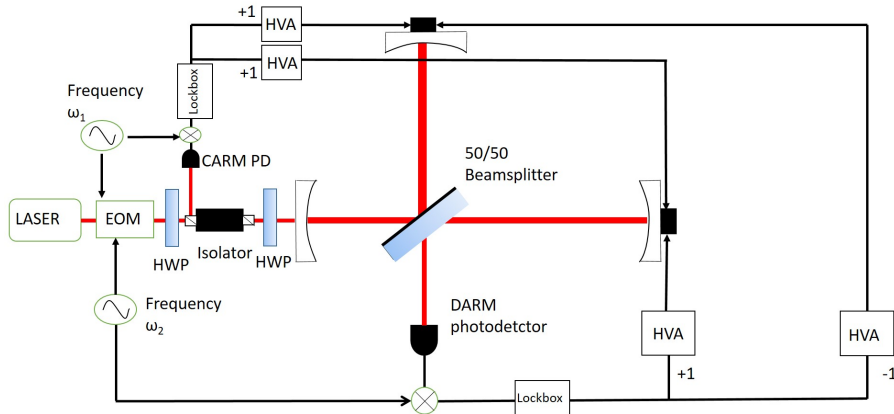 +1
HVA
+1
HVA
Lockbox
Frequency
ω1
CARM PD
50/50
Beamsplitter
LASER
EOM
HWP
Isolator
HWP
Frequency
ω2
DARM
photodetctor
HVA
+1
HVA
-1
Lockbox